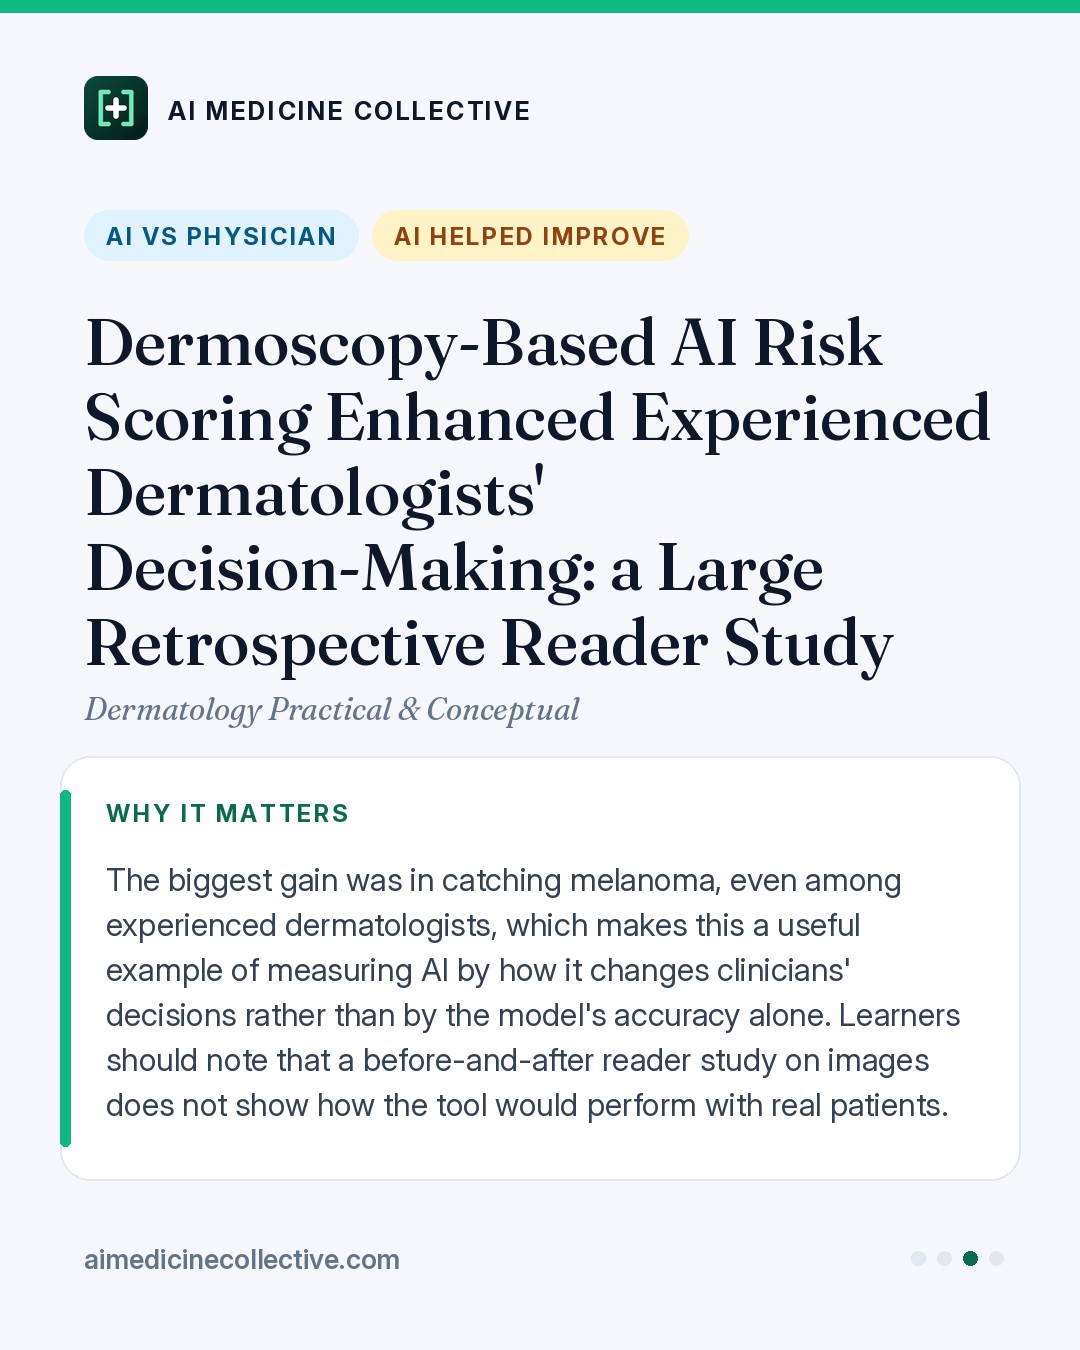 AI MEDICINE COLLECTIVE
AI VS PHYSICIAN
AI HELPED IMPROVE
Dermoscopy-Based AI Risk
Scoring Enhanced Experienced
Dermatologists'
Decision-Making: a Large
Retrospective Reader Study
Dermatology Practical & Conceptual
WHY IT MATTERS
The biggest gain was in catching melanoma, even among
experienced dermatologists, which makes this a useful
example of measuring AI by how it changes clinicians'
decisions rather than by the model's accuracy alone. Learners
should note that a before-and-after reader study on images
does not show how the tool would perform with real patients.
aimedicinecollective.com